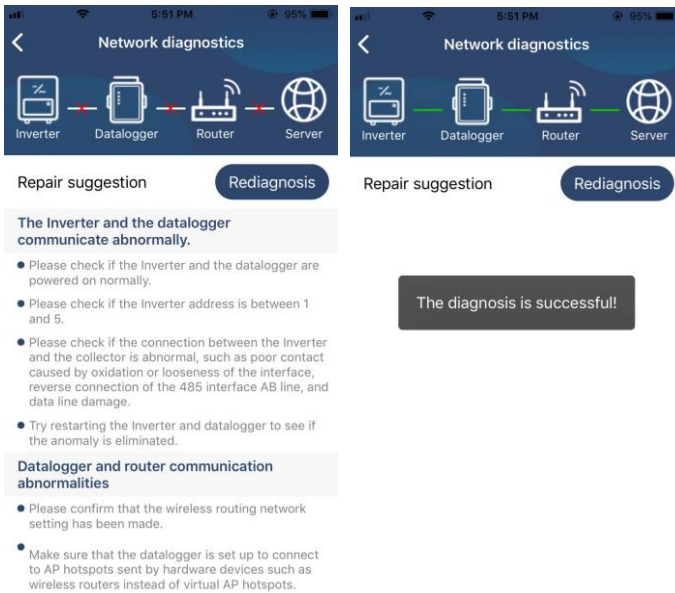 5:51 PM
95%
Network diagnostics
Inverter
Datalogger
Router
Server
Repair suggestion
Rediagnosis
The Inverter and the datalogger
communicate abnormally.
Please check if the Inverter and the datalogger are
powered on normally.
Please check if the Inverter address is between 1
and 5.
Please check if the connection between the Inverter
and the collector is abnormal, such as poor contact
caused by oxidation or looseness of the interface,
reverse connection of the 485 interface AB line, and
data line damage.
Try restarting the Inverter and datalogger to see if
the anomaly is eliminated.
Datalogger and router communication
abnormalities
Please confirm that the wireless routing network
setting has been made.
Make sure that the datalogger is set up to connect
to AP hotspots sent by hardware devices such as
wireless routers instead of virtual AP hotspots.
5:51 PM
95%
Network diagnostics
Inverter
Datalogger
Router
Server
Repair suggestion
Rediagnosis
The diagnosis is successful!